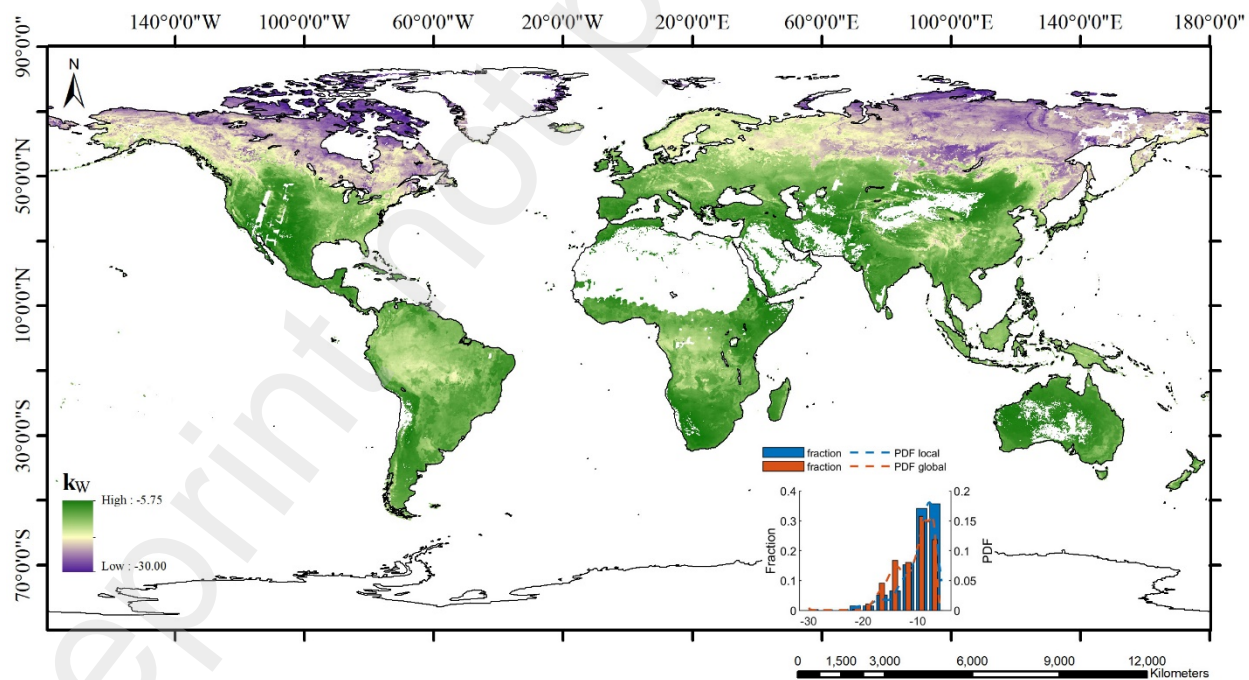 140°0'0"W 100°0'0"W 60°0'0"W 20°0'0"W 20°0'0"E 60°0'0"E 100°0'0"E 140°0'0"E 180°0'0"
90°0'0"
N
50°0'0"N
10°0'0"N
30°0'0"S
70°0'0"S
eprint not p
fraction PDF local
fraction PDF global
kW
High : -5.75
Low : -30.00
0.4 0.2
0.3 0.15
0.2 0.1
0.1 0.05
0 0
Fraction
PDF
-30 -20 -10
0 1,500 3,000 6,000 9,000 12,000
Kilometers